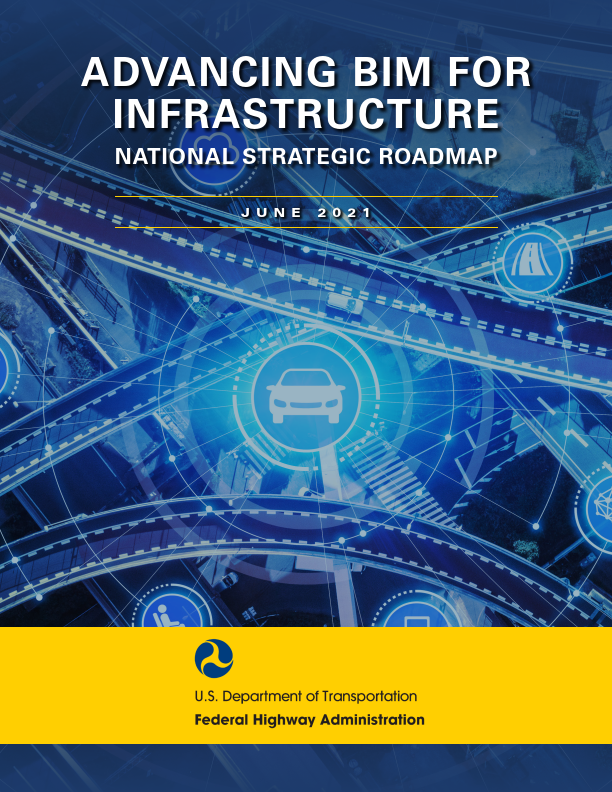 ADVANCING BIM FOR
INFRASTRUCTURE
NATIONAL STRATEGIC ROADMAP
JUNE 2021
U.S. Department of Transportation
Federal Highway Administration